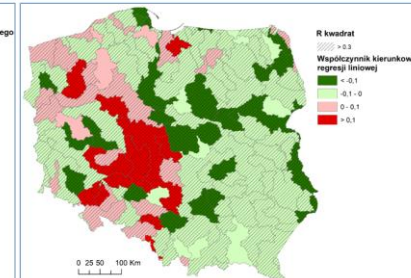 ego
R kwadrat
> 0.3
Współczynnik kierunkow
regresji liniowej
< -0,1
-0,1 - 0
0 - 0,1
> 0,1
0 25 50 100 Km